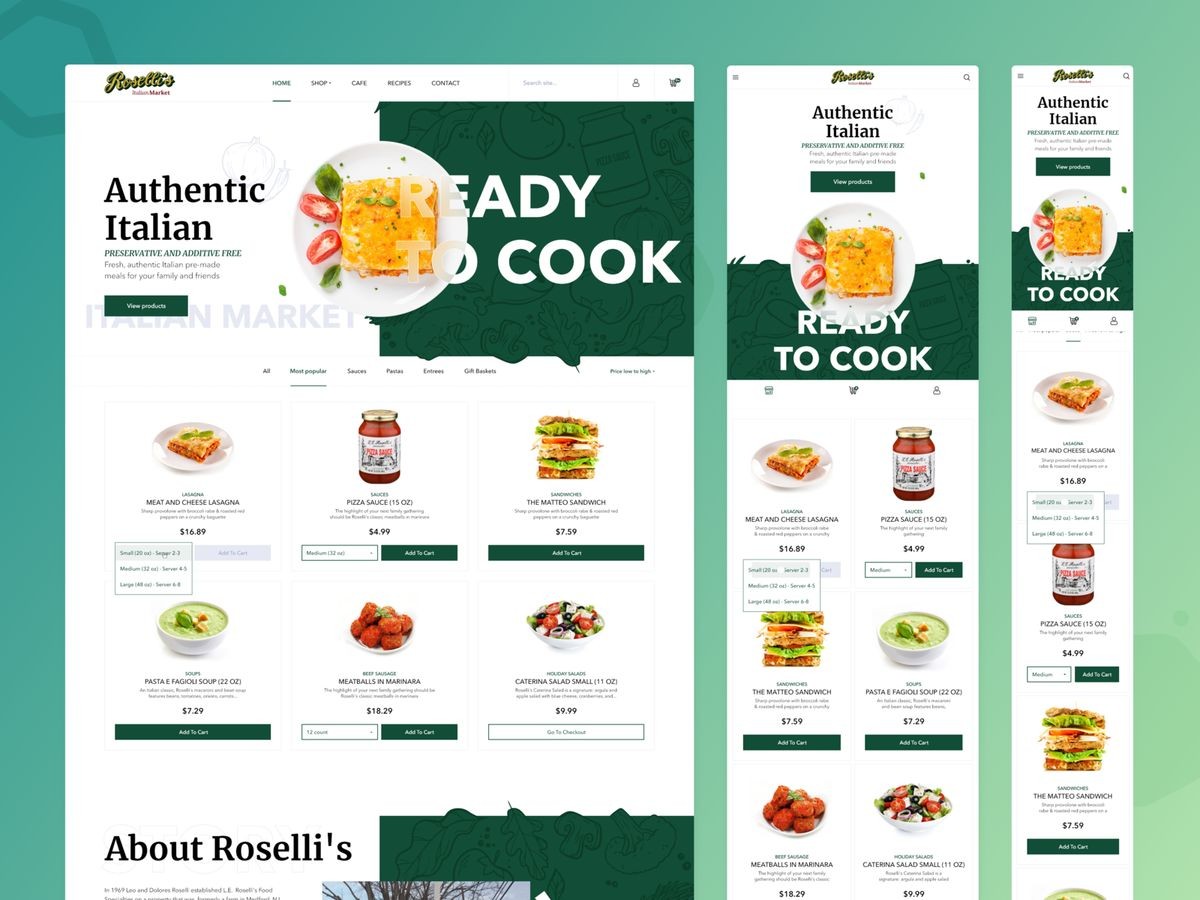 Roselli's
Italian Market
HOME
SHOP
CAFE
RECIPES
CONTACT
Search site...
Authentic
Italian
PRESERVATIVE AND ADDITIVE FREE
Fresh, authentic Italian pre-made
meals for your family and friends
View products
ITALIAN MARKET
READY
TO COOK
PIZZA SAUCE
All
Most popular
Sauces
Pastas
Entrees
Gift Baskets
Price low to high
LASAGNA
MEAT AND CHEESE LASAGNA
Sharp provolone with broccoli rabe & roasted red
peppers on a crunchy baguette
$16.89
Small (20 oz) - Server 2-3
Add To Cart
Medium (32 oz) - Server 4-5
Large (48 oz) - Server 6-8
PIZZA SAUCE
SAUCES
PIZZA SAUCE (15 OZ)
The highlight of your next family gathering
should be Roselli's classic meatballs in marinara
$4.99
Medium (32 oz)
Add To Cart
SANDWICHES
THE MATTEO SANDWICH
Sharp provolone with broccoli rabe & roasted red
peppers on a crunchy baguette
$7.59
Add To Cart
SOUPS
PASTA E FAGIOLI SOUP (22 OZ)
An italian classic, Roselli's macaroni and bean soup
features beans, tomatoes, onions, carrots...
$7.29
Add To Cart
BEEF SAUSAGE
MEATBALLS IN MARINARA
The highlight of your next family gathering should be
Roselli's classic meatballs in marinara
$18.29
12 count
Add To Cart
HOLIDAY SALADS
CATERINA SALAD SMALL (11 OZ)
Roselli's Caterina Salad is a signature: arugula and
apple salad with blue cheese, cranberries, and...
$9.99
Go To Checkout
About Roselli's
In 1969 Leo and Dolores Roselli established L.E. Roselli's Food
Specialties on a property that was formerly a farm in Medford, NJ
Roselli's
Italian Market
Authentic
Italian
PRESERVATIVE AND ADDITIVE FREE
Fresh, authentic Italian pre-made
meals for your family and friends
View products
READY
TO COOK
LASAGNA
MEAT AND CHEESE LASAGNA
Sharp provolone with broccoli rabe
& roasted red peppers on a crunchy
$16.89
Small (20 oz Server 2-3
Cart
Medium (32 oz) - Server 4-5
Large (48 oz) - Server 6-8
PIZZA SAUCE
SAUCES
PIZZA SAUCE (15 OZ)
The highlight of your next family
gathering
$4.99
Medium
Add To Cart
SANDWICHES
THE MATTEO SANDWICH
Sharp provolone with broccoli rabe
& roasted red peppers on a crunchy
$7.59
Add To Cart
SOUPS
PASTA E FAGIOLI SOUP (22 OZ)
An italian classic, Roselli's macaroni
and bean soup features beans,
$7.29
Add To Cart
BEEF SAUSAGE
MEATBALLS IN MARINARA
The highlight of your next family
gathering should be Roselli's classic
$18.29
HOLIDAY SALADS
CATERINA SALAD SMALL (11 OZ)
Roselli's Caterina Salad is a
signature: arugula and apple salad
$9.99
Roselli's
Italian Market
Authentic
Italian
PRESERVATIVE AND ADDITIVE FREE
Fresh, authentic Italian pre-made
meals for your family and friends
View products
READY
TO COOK
LASAGNA
MEAT AND CHEESE LASAGNA
Sharp provolone with broccoli
rabe & roasted red peppers on a
$16.89
Small (20 oz Server 2-3
Medium (32 oz) - Server 4-5
Large (48 oz) - Server 6-8
PIZZA SAUCE
SAUCES
PIZZA SAUCE (15 OZ)
The highlight of your next family
gathering
$4.99
Medium
Add To Cart
SANDWICHES
THE MATTEO SANDWICH
Sharp provolone with broccoli
rabe & roasted red peppers on a
$7.59
Add To Cart